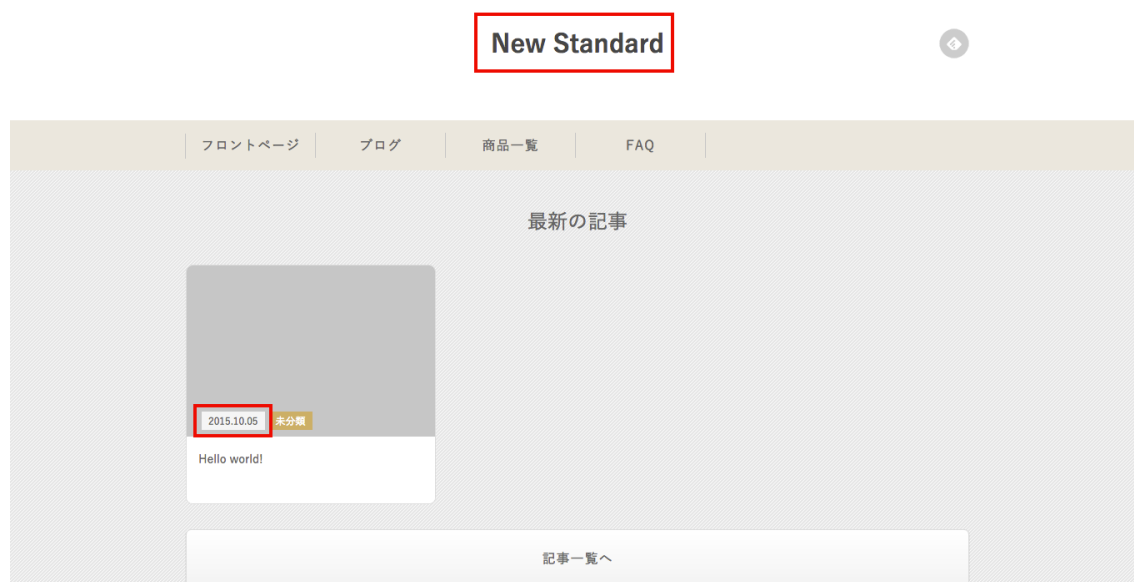 New Standard
フロントページ ブログ 商品一覧 FAQ
最新の記事
2015.10.05 未分類
Hello world!
記事一覧へ